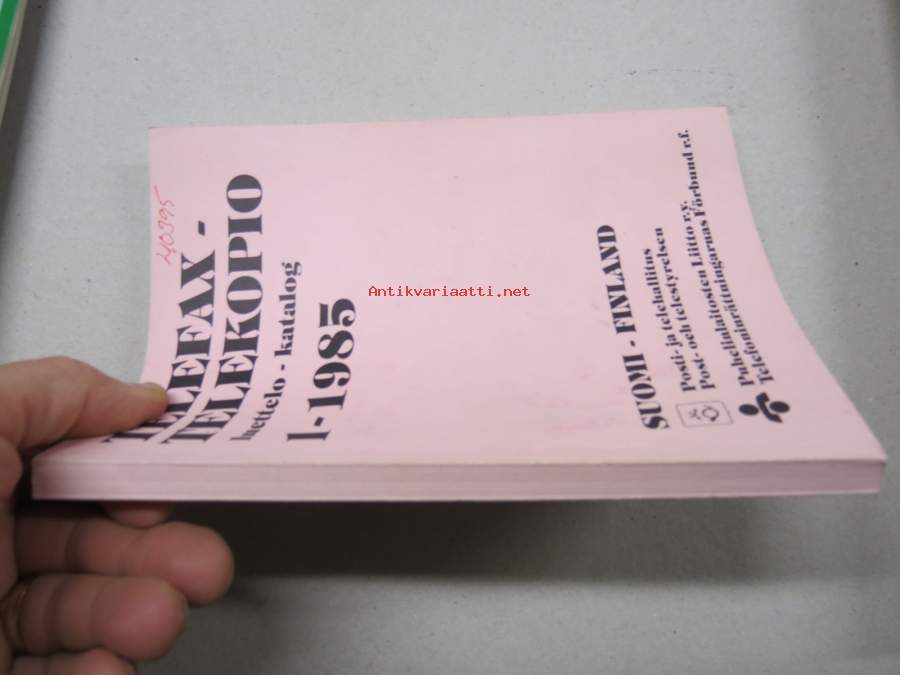 40395
TELEFAX -
TELEKOPIO
luettelo - katalog
1-1985
SUOMI - FINLAND
Posti- ja telehallitus
Post- och telestyrelsen
Puhelinlaitosten Liitto r.y.
Telefoninrättningarnas Förbund r.f.
Antikvariaatti.net